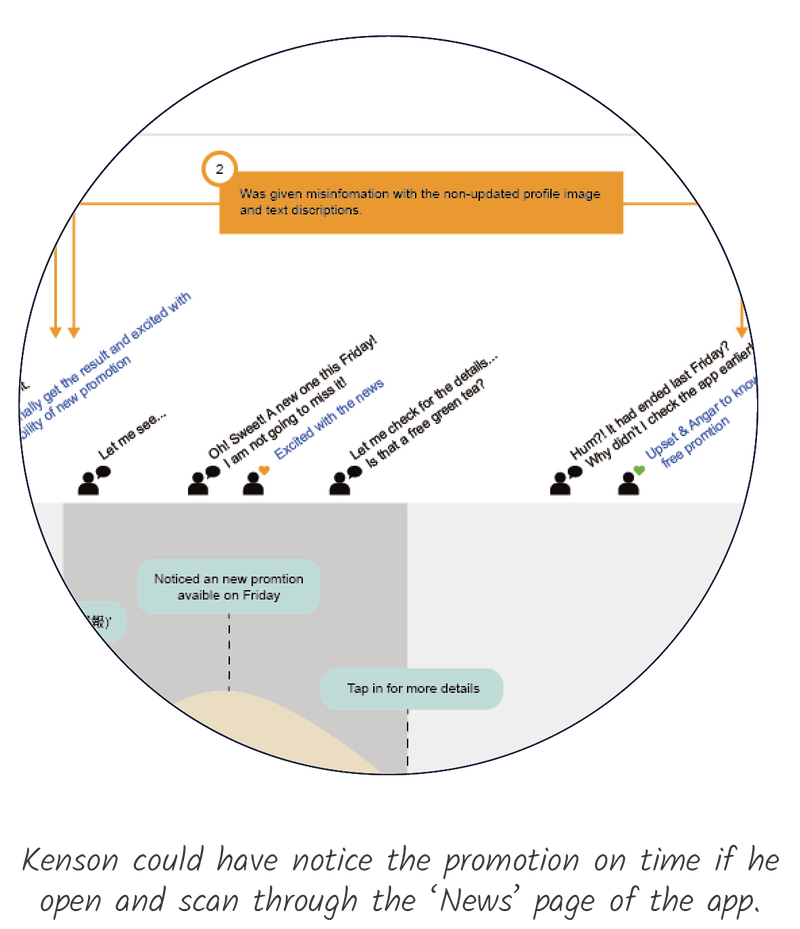 2
Was given misinfomation with the non-updated profile image
and text discriptions.
nally get the result and excited with
bility of new promotion
Let me see...
Oh! Sweet! A new one this Friday!
I am not going to miss it!
Excited with the news
Let me check for the details...
Is that a free green tea?
Hum?! It had ended last Friday?
Why didn't I check the app earlier!
Upset & Angar to know
free promtion
Noticed an new promtion
avaible on Friday
報)'
Tap in for more details
Kenson could have notice the promotion on time if he
open and scan through the ‘News’ page of the app.